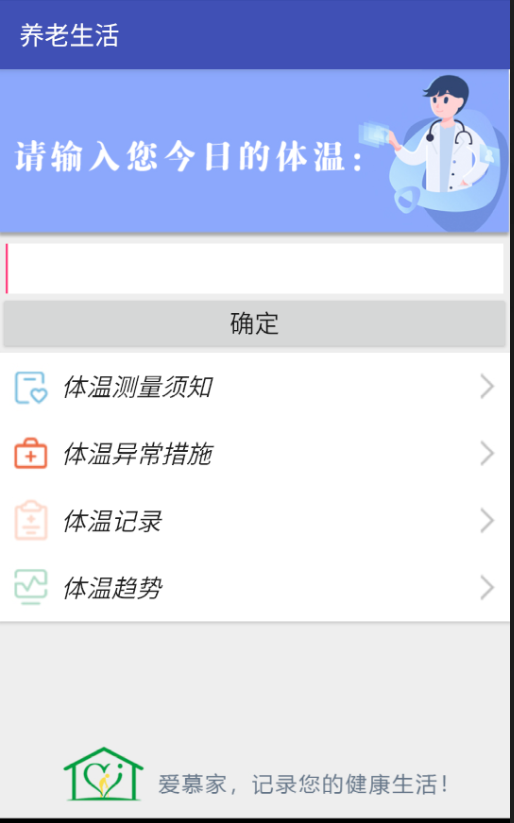 养老生活
请输入您今日的体温：
确定
体温测量须知
体温异常措施
体温记录
体温趋势
爱慕家，记录您的健康生活！